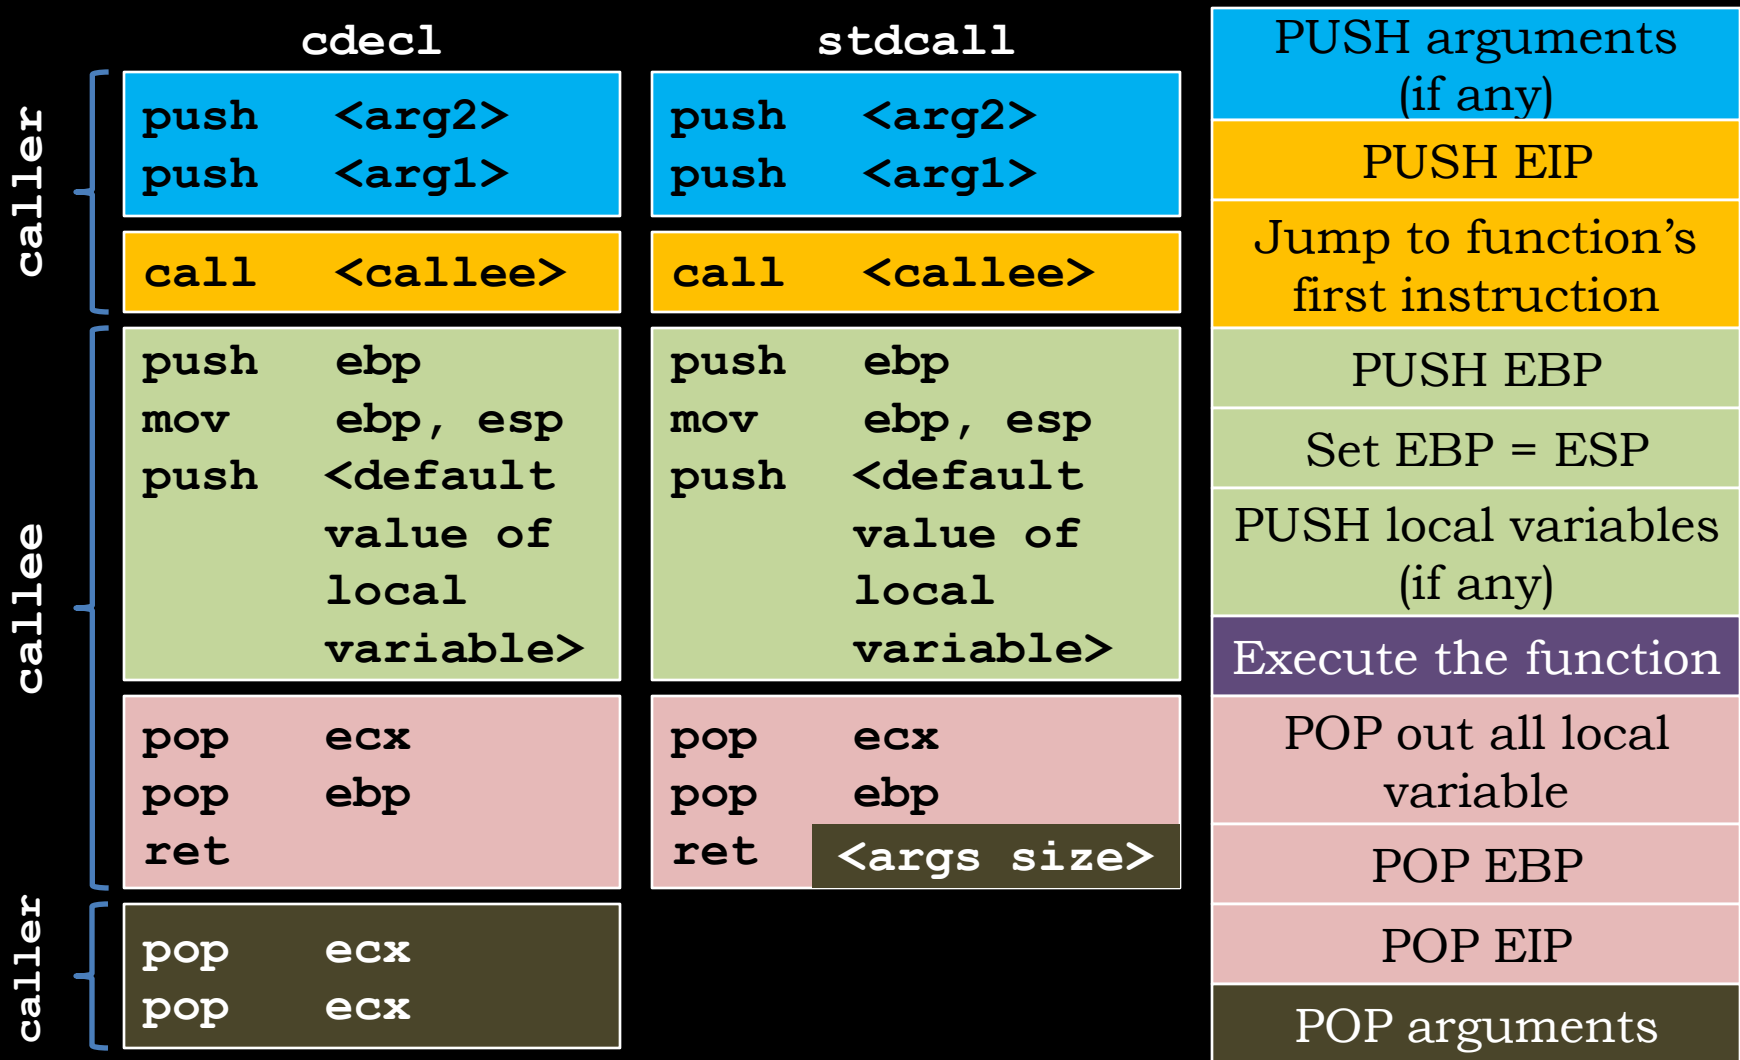 cdecl
stdcall
caller
push <arg2>
push <arg1>
call <callee>
push <arg2>
push <arg1>
call <callee>
callee
push ebp
mov ebp, esp
push <default
value of
local
variable>
pop ecx
pop ebp
ret
push ebp
mov ebp, esp
push <default
value of
local
variable>
pop ecx
pop ebp
ret <args size>
caller
pop ecx
pop ecx
PUSH arguments
(if any)
PUSH EIP
Jump to function’s
first instruction
PUSH EBP
Set EBP = ESP
PUSH local variables
(if any)
Execute the function
POP out all local
variable
POP EBP
POP EIP
POP arguments